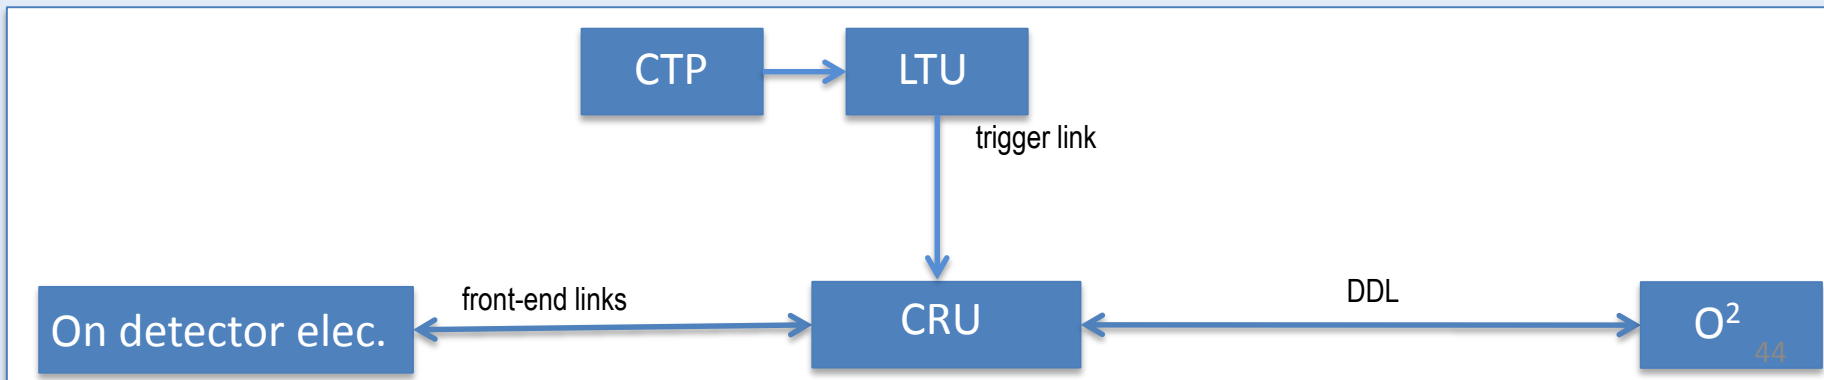 CTP
LTU
trigger link
front-end links
DDL
On detector elec.
CRU
O²
44